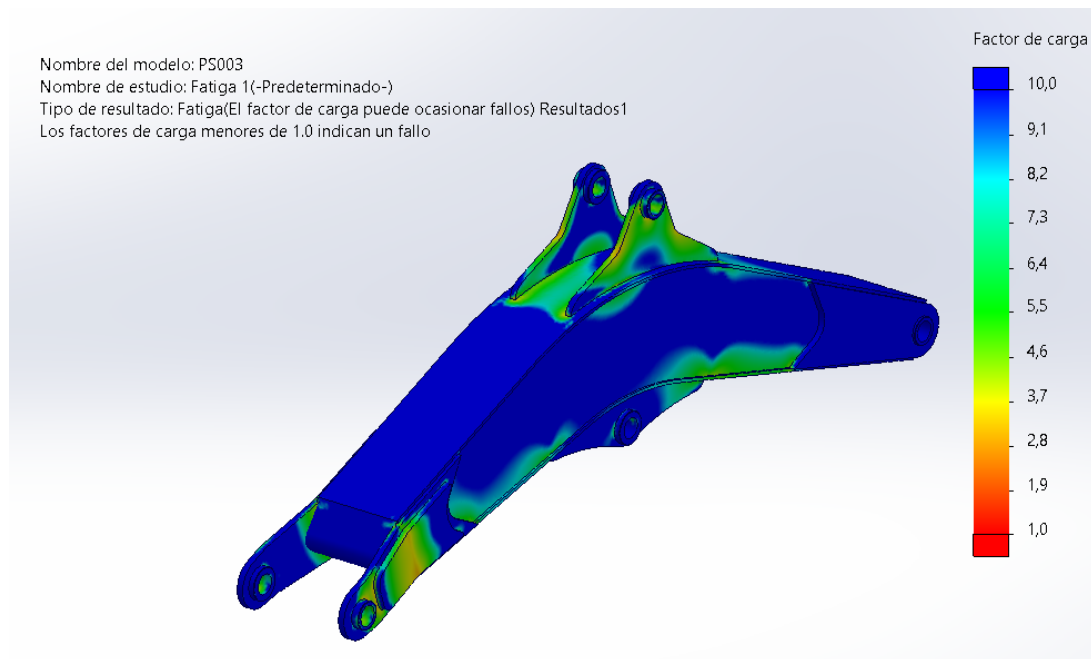 Factor de carga
Nombre del modelo: PS003
Nombre de estudio: Fatiga 1(-Predeterminado-)
Tipo de resultado: Fatiga(El factor de carga puede ocasionar fallos) Resultados1
Los factores de carga menores de 1.0 indican un fallo
10,0
9,1
8,2
7,3
6,4
5,5
4,6
3,7
2,8
1,9
1,0